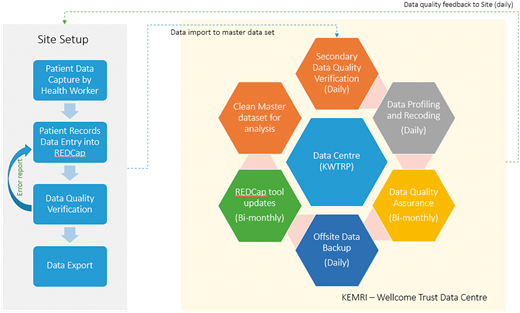 Data quality feedback to Site (daily)
Site Setup
Data import to master data set
Patient Data
Capture by
Health Worker
Patient Records
Data Entry into
REDCap
Error report
Data Quality
Verification
Data Export
Secondary
Data Quality
Verification
(Daily)
Clean Master
dataset for
analysis
Data Profiling
and Recoding
(Daily)
Data Centre
(KWTRP)
REDCap tool
updates
(Bi-monthly)
Data Quality
Assurance
(Bi-monthly)
Offsite Data
Backup
(Daily)
KEMRI – Wellcome Trust Data Centre